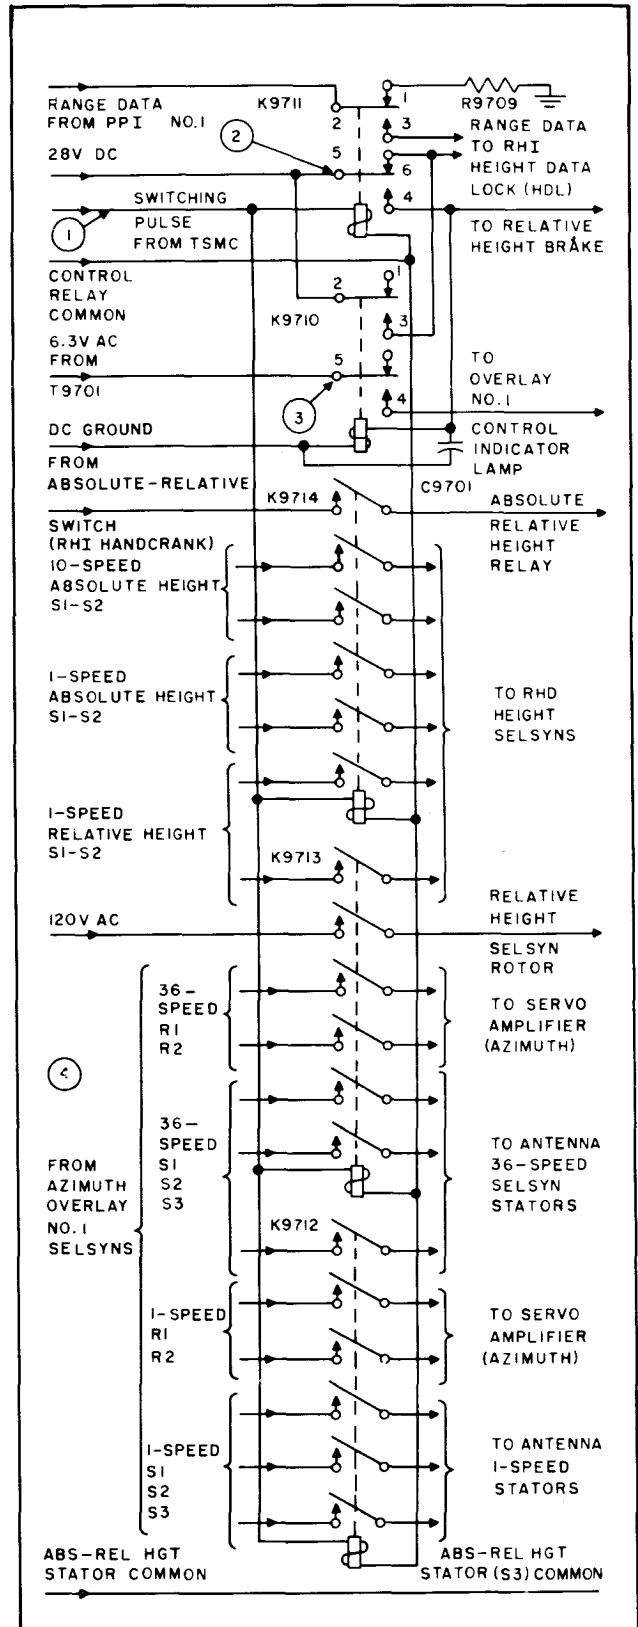 K9711
1
R9709
RANGE DATA
FROM PPI NO.1
2
3
RANGE DATA
TO RHI
2
28V DC
5
6
HEIGHT DATA
LOCK (HDL)
SWITCHING
4
1
PULSE
FROM TSMC
TO RELATIVE
HEIGHT BRAKE
CONTROL
RELAY
COMMON
2
1
K9710
3
6.3V AC
FROM
T9701
5
3
4
TO
OVERLAY
NO.1
DC GROUND
CONTROL
INDICATOR
LAMP
FROM
ABSOLUTE-RELATIVE
K9714
C9701
ABSOLUTE
SWITCH
(RHI HANDCRANK)
RELATIVE
HEIGHT
RELAY
10-SPEED
ABSOLUTE HEIGHT
S1-S2
1-SPEED
ABSOLUTE HEIGHT
S1-S2
TO RHD
HEIGHT
SELSYNS
1-SPEED
RELATIVE HEIGHT
S1-S2
K9713
120V AC
RELATIVE
HEIGHT
SELSYN
ROTOR
36-
SPEED
R1
R2
TO SERVO
AMPLIFIER
(AZIMUTH)
36-
SPEED
S1
S2
S3
TO ANTENNA
36-SPEED
SELSYN
STATORS
FROM
AZIMUTH
OVERLAY
NO.1
SELSYNS
K9712
1-SPEED
R1
R2
TO SERVO
AMPLIFIER
(AZIMUTH)
1-SPEED
S1
S2
S3
TO ANTENNA
1-SPEED
STATORS
ABS-REL HGT
STATOR COMMON
ABS-REL HGT
STATOR (S3) COMMON